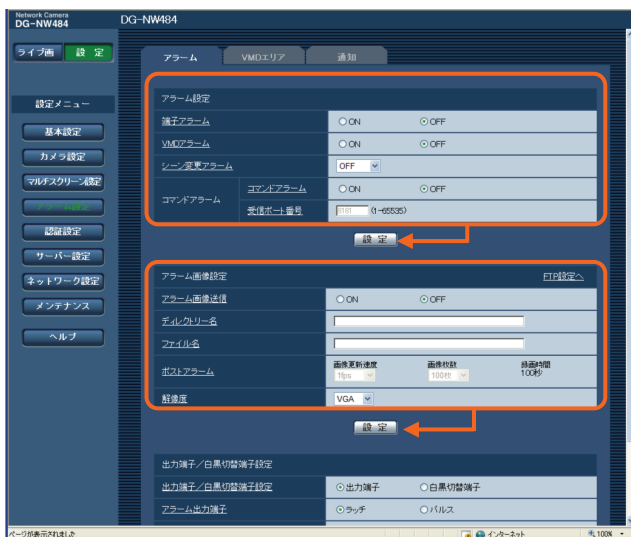 Network Camera
DG-NW484
DG-NW484
ライブ画 設 定
アラーム VMDエリア 通知
設定メニュー
基本設定
カメラ設定
マルチスクリーン設定
アラーム設定
認証設定
サーバー設定
ネットワーク設定
メンテナンス
ヘルプ
アラーム設定
端子アラーム ON OFF
VMDアラーム ON OFF
シーン変更アラーム OFF
コマンドアラーム
コマンドアラーム ON OFF
受信ポート番号 8181 (1-65535)
設 定
アラーム画像設定 FTP設定へ
アラーム画像送信 ON OFF
ディレクトリー名
ファイル名
ポストアラーム
画像更新速度 画像枚数 録画時間
1fps 100枚 100秒
解像度 VGA
設 定
出力端子／白黒切替端子設定
出力端子／白黒切替端子設定 出力端子 白黒切替端子
アラーム出力端子 ラッチ パルス
ページが表示されました
インターネット 100%